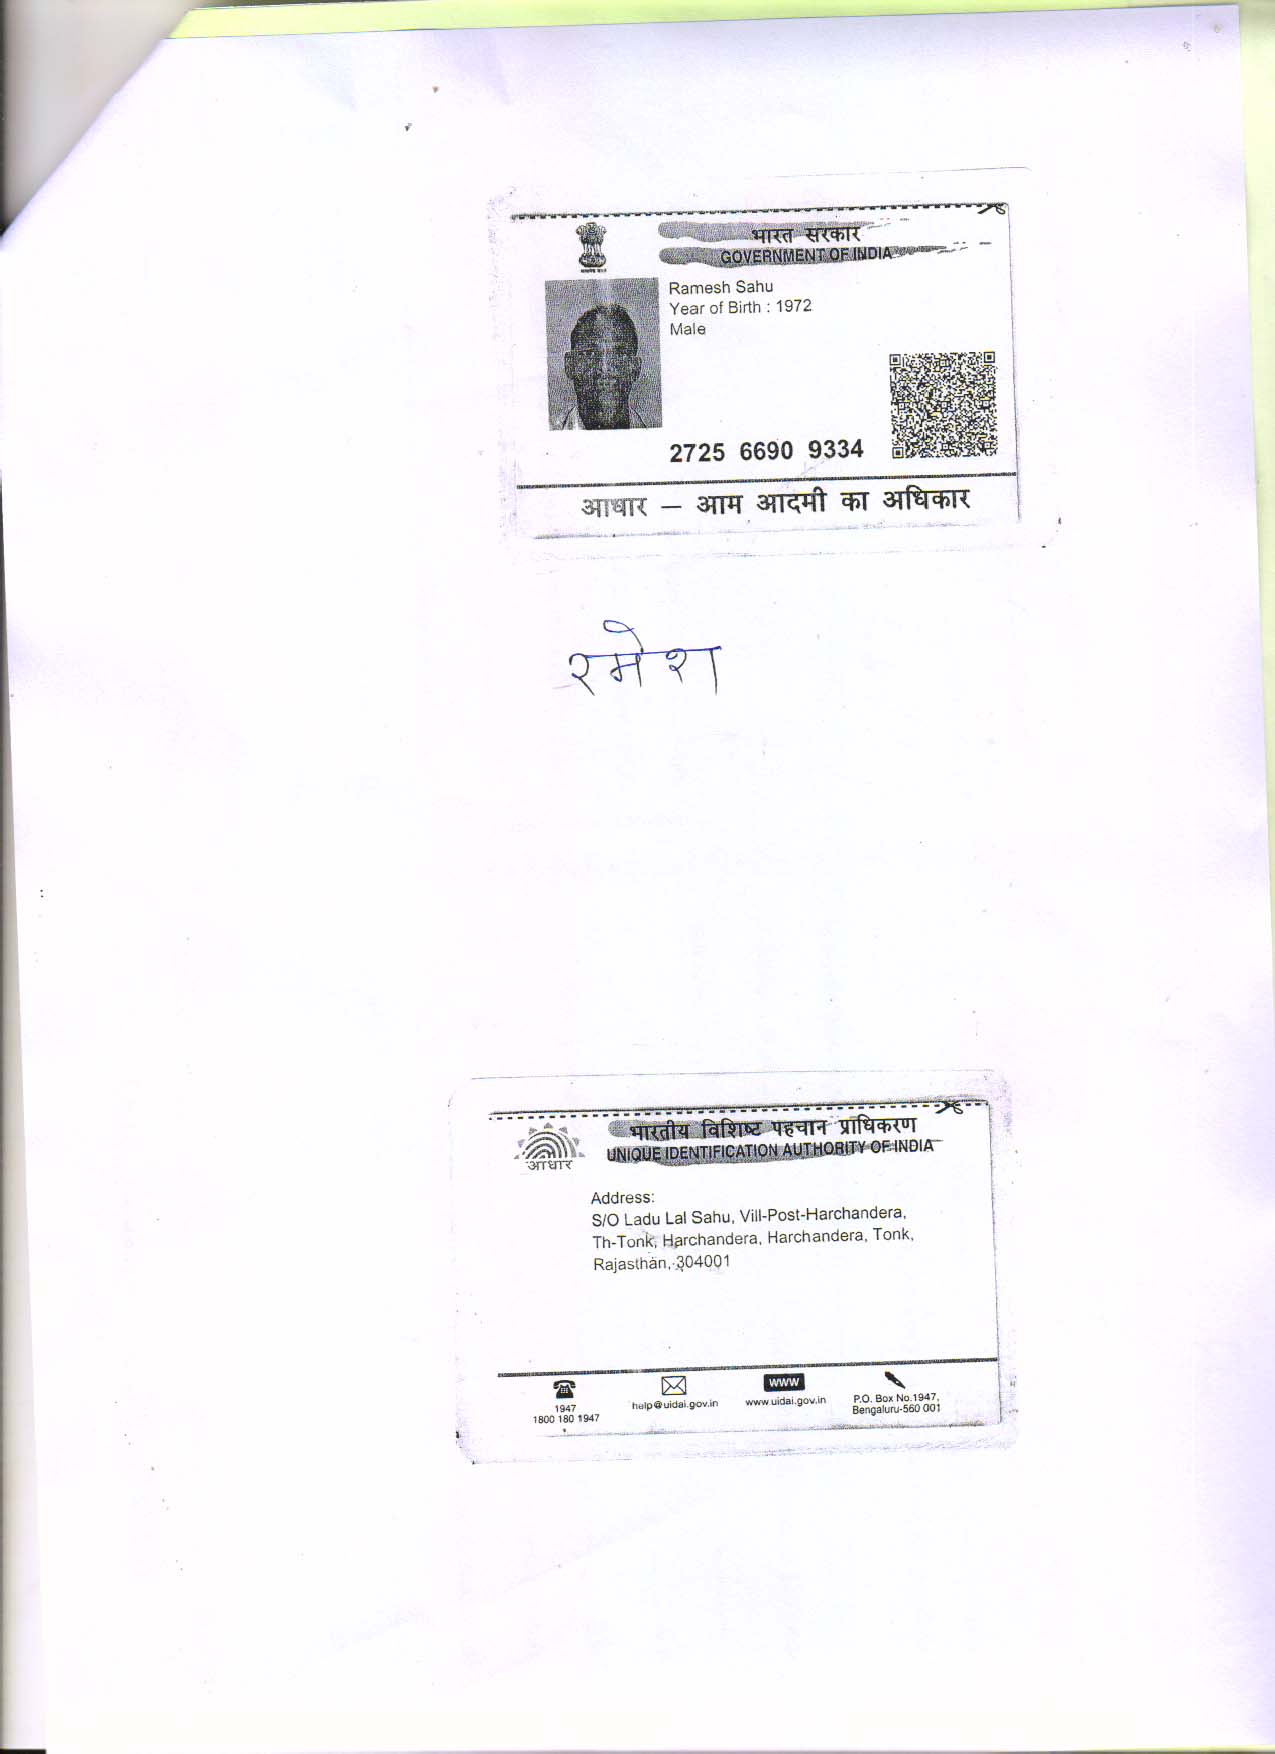 भारत सरकार
GOVERNMENT OF INDIA
Ramesh Sahu
Year of Birth : 1972
Male
2725 6690 9334
आधार – आम आदमी का अधिकार
रमेश
भारतीय विशिष्ट पहचान प्राधिकरण
UNIQUE IDENTIFICATION AUTHORITY OF INDIA
आधार
Address:
S/O Ladu Lal Sahu, Vill-Post-Harchandera,
Th-Tonk, Harchandera, Harchandera, Tonk,
Rajasthan, 304001
1947
1800 180 1947
help@uidai.gov.in
www
www.uidai.gov.in
P.O. Box No.1947,
Bengaluru-560 001